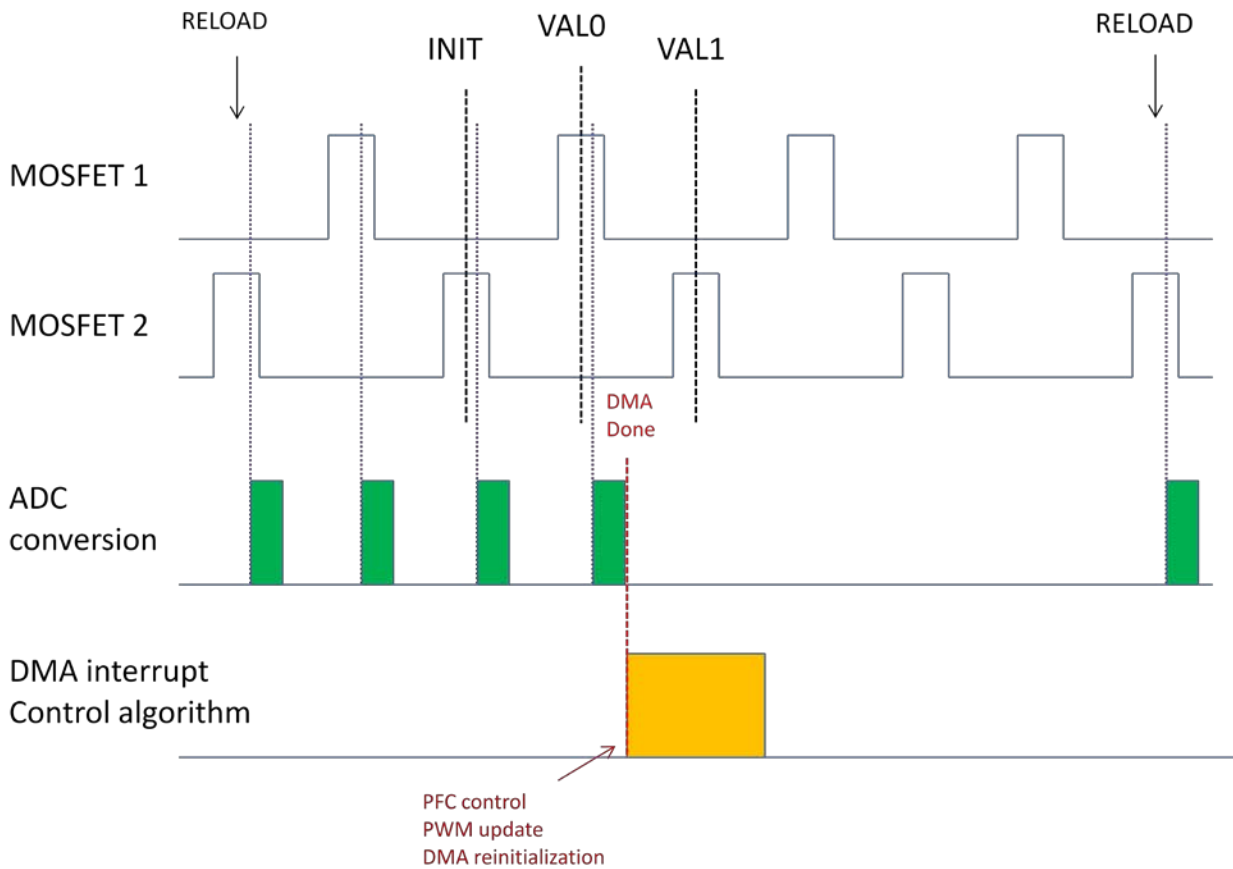 RELOAD
INIT
VAL0
VAL1
RELOAD
MOSFET 1
MOSFET 2
DMA
Done
ADC
conversion
DMA interrupt
Control algorithm
PFC control
PWM update
DMA reinitialization